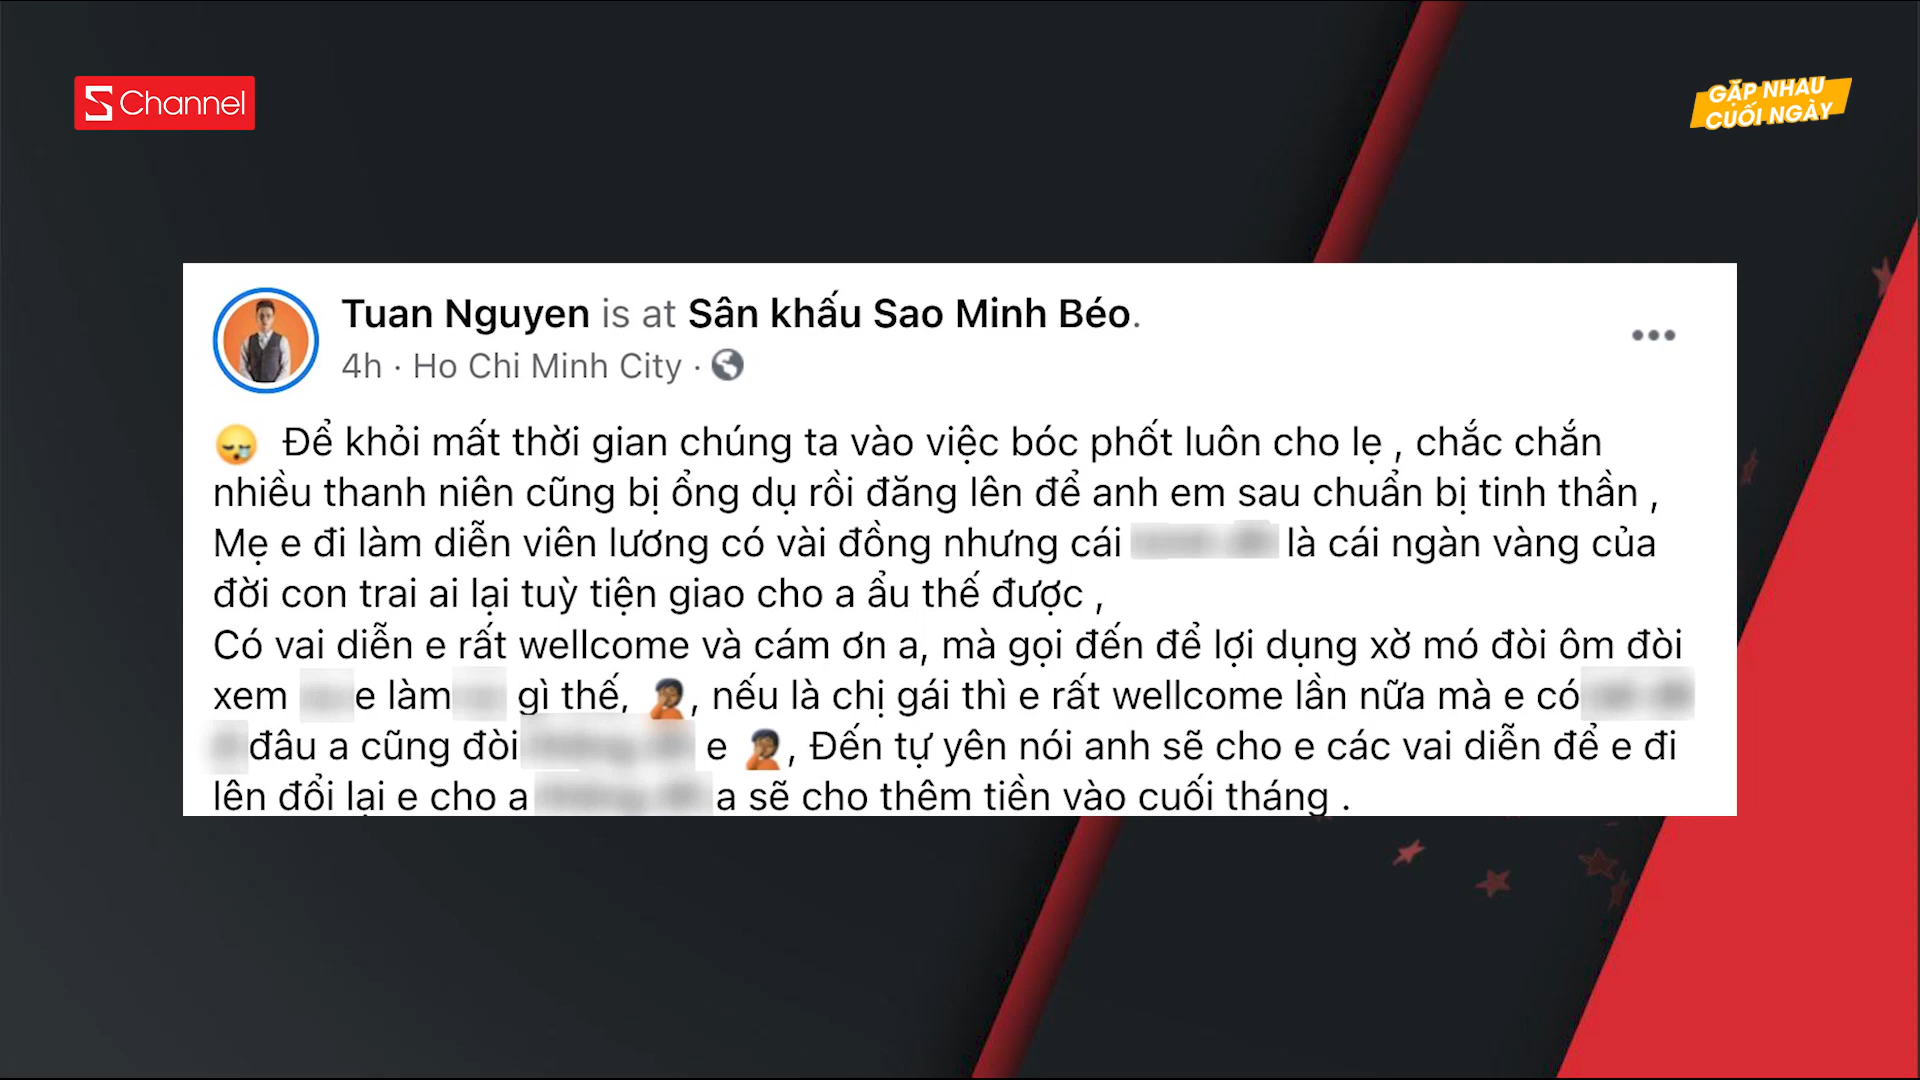 S Channel
GẶP NHAU
CUỐI NGÀY
Tuan Nguyen is at Sân khấu Sao Minh Béo.
4h · Ho Chi Minh City ·
😪 Để khỏi mất thời gian chúng ta vào việc bóc phốt luôn cho lẹ , chắc chắn
nhiều thanh niên cũng bị ổng dụ rồi đăng lên để anh em sau chuẩn bị tinh thần ,
Mẹ e đi làm diễn viên lương có vài đồng nhưng cái là cái ngàn vàng của
đời con trai ai lại tuỳ tiện giao cho a ẩu thế được ,
Có vai diễn e rất wellcome và cám ơn a, mà gọi đến để lợi dụng xờ mó đòi ôm đòi
xem e làm gì thế, 🤦🏾, nếu là chị gái thì e rất wellcome lần nữa mà e có
đâu a cũng đòi e 🤦🏾, Đến tự yên nói anh sẽ cho e các vai diễn để e đi
lên đổi lại e cho a a sẽ cho thêm tiền vào cuối tháng .